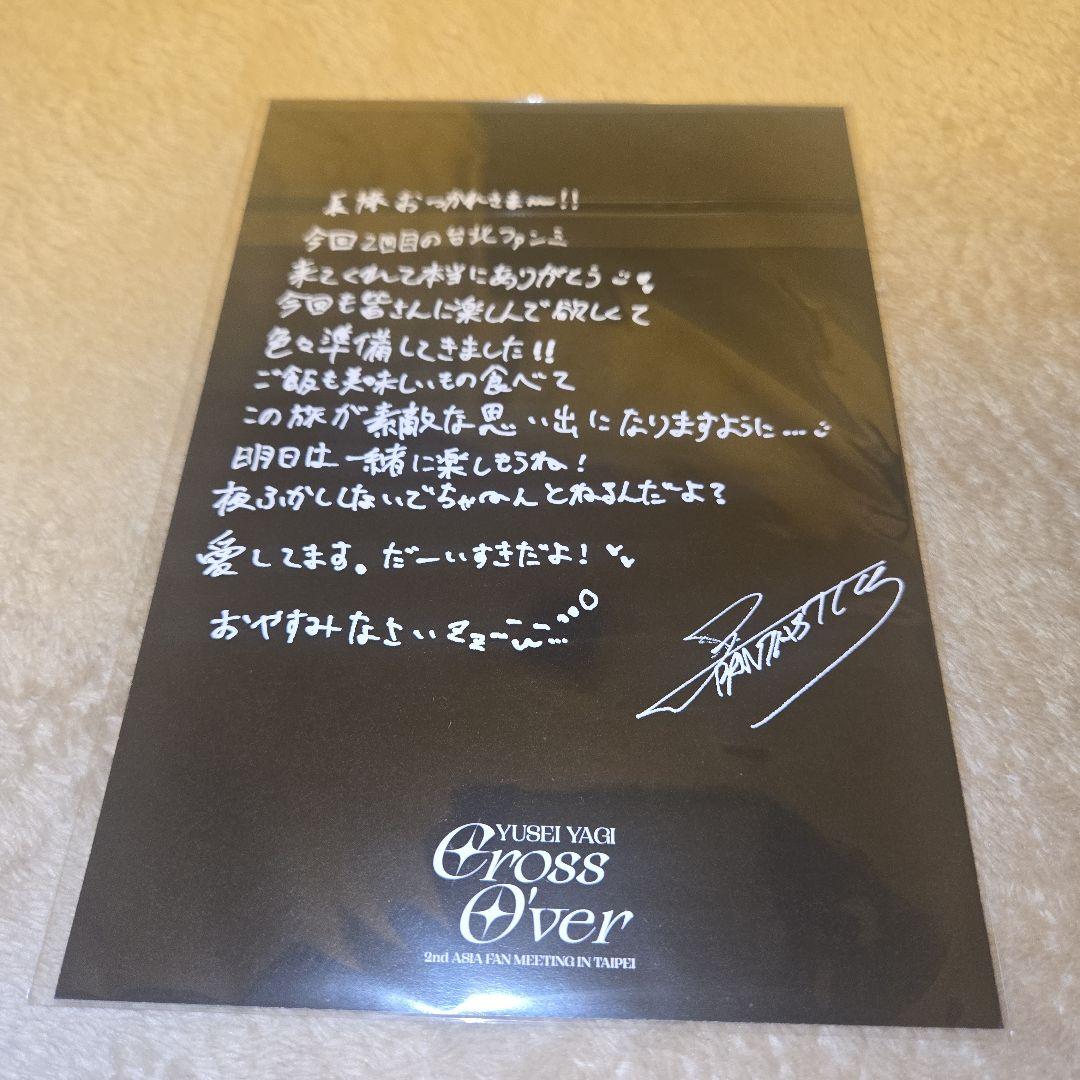 長旅おつかれさま〜!!
今回2回目の台北ファンミ
来てくれて本当にありがとう
今回も皆さんに楽しんで欲しくて
色々準備してきました!!
ご飯も美味しいもの食べて
この旅が素敵な思い出になりますように...
明日は一緒に楽しもうね!
夜ふかししないでちゃーんとねるんだーよ?
愛してます。だーいすきだよ!
おやすみなさい zz
FANTASTICS
YUSEI YAGI
Cross
O'ver
2nd ASIA FAN MEETING IN TAIPEI